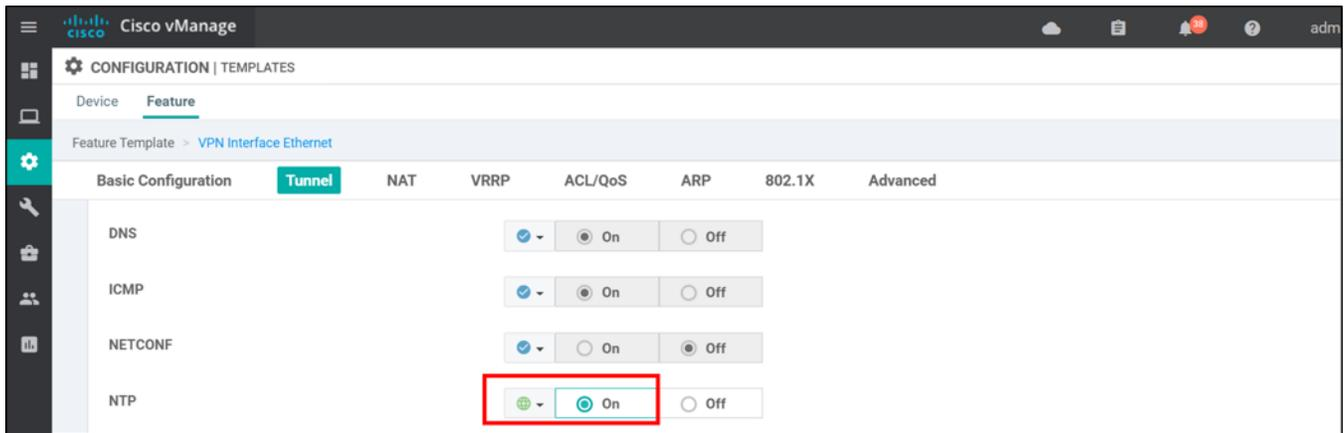 cisco Cisco vManage 38 adm
CONFIGURATION | TEMPLATES
Device Feature
Feature Template > VPN Interface Ethernet
Basic Configuration Tunnel NAT VRRP ACL/QoS ARP 802.1X Advanced
DNS On Off
ICMP On Off
NETCONF On Off
NTP On Off